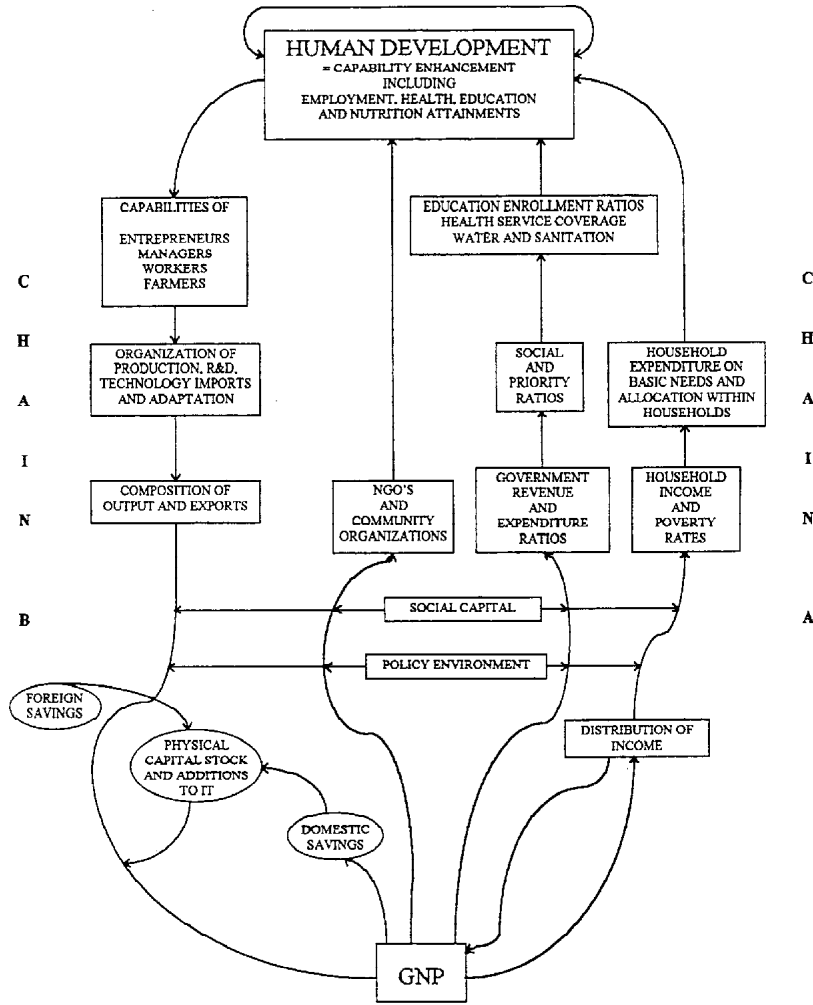 HUMAN DEVELOPMENT
= CAPABILITY ENHANCEMENT
INCLUDING
EMPLOYMENT, HEALTH, EDUCATION
AND NUTRITION ATTAINMENTS
CAPABILITIES OF
ENTREPRENEURS
MANAGERS
WORKERS
FARMERS
EDUCATION ENROLLMENT RATIOS
HEALTH SERVICE COVERAGE
WATER AND SANITATION
ORGANIZATION OF
PRODUCTION, R&D,
TECHNOLOGY IMPORTS
AND ADAPTATION
SOCIAL
AND
PRIORITY
RATIOS
HOUSEHOLD
EXPENDITURE ON
BASIC NEEDS AND
ALLOCATION WITHIN
HOUSEHOLDS
COMPOSITION OF
OUTPUT AND EXPORTS
NGO'S
AND
COMMUNITY
ORGANIZATIONS
GOVERNMENT
REVENUE
AND
EXPENDITURE
RATIOS
HOUSEHOLD
INCOME
AND
POVERTY
RATES
C
H
A
I
N
B
C
H
A
I
N
A
SOCIAL CAPITAL
POLICY ENVIRONMENT
FOREIGN
SAVINGS
PHYSICAL
CAPITAL STOCK
AND ADDITIONS
TO IT
DISTRIBUTION OF
INCOME
DOMESTIC
SAVINGS
GNP